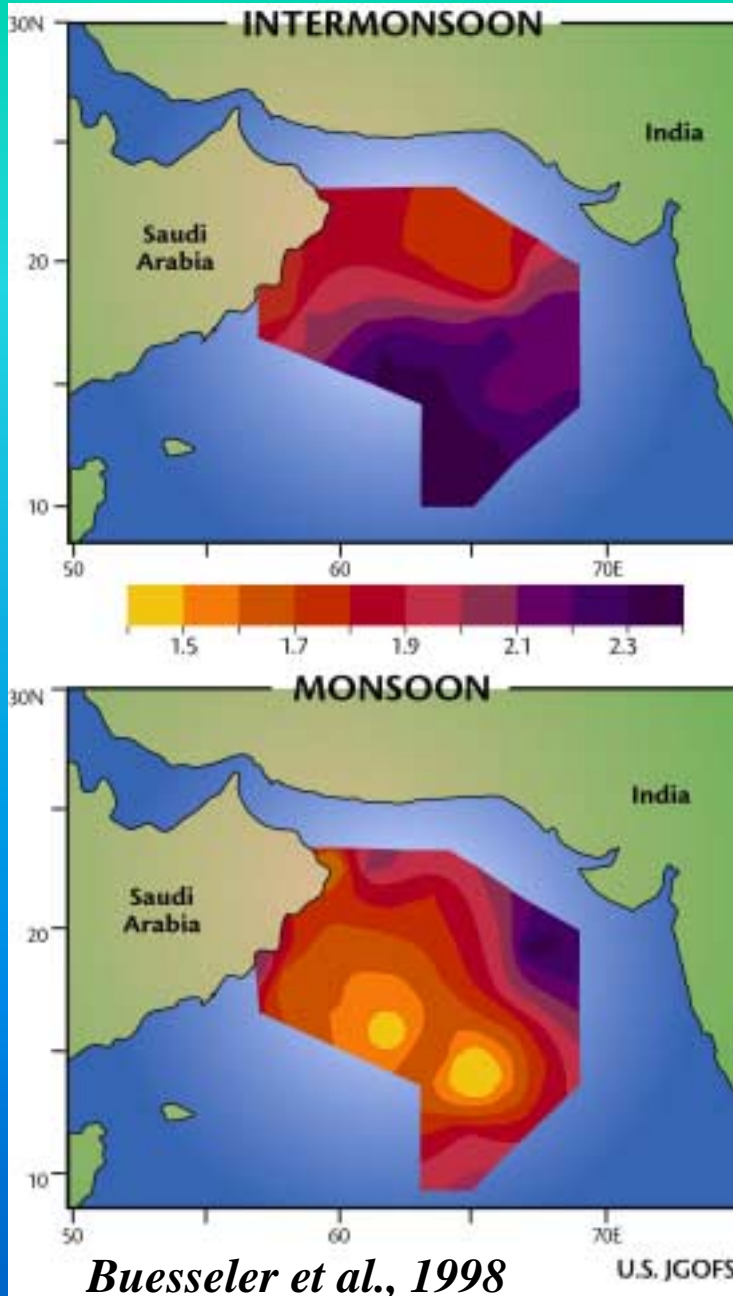 INTERMONSOON
30N
India
Saudi
Arabia
20
10
50 60 70E
1.5 1.7 1.9 2.1 2.3
MONSOON
30N
India
Saudi
Arabia
20
10
50 60 70E
Buesseler et al., 1998
U.S. JGOFS